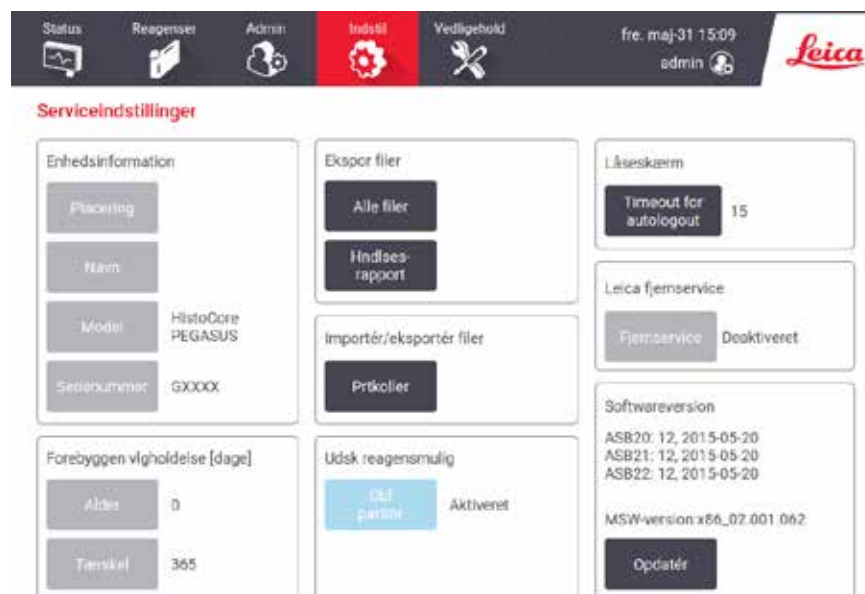 Status
Reagenser
Admin
Indstil
Vedligehold
fre. maj-31 15:09
admin
Leica
Serviceindstillinger
Enhedsinformation
Placering
Navn
Model
HistoCore
PEGASUS
Serienummer
GXXXX
Forebyggen vlgholdelse [dage]
Alder
0
Tærskel
365
Ekspor filer
Alle filer
Hndlses-
rapport
Importér/eksportér filer
Prtkoller
Udsk reagensmulig
partinr
Aktiveret
Låseskærm
Timeout for
autologout
15
Leica fjernservice
Fjernservice
Deaktiveret
Softwareversion
ASB20: 12, 2015-05-20
ASB21: 12, 2015-05-20
ASB22: 12, 2015-05-20
MSW-version:x86_02.001.062
Opdatér